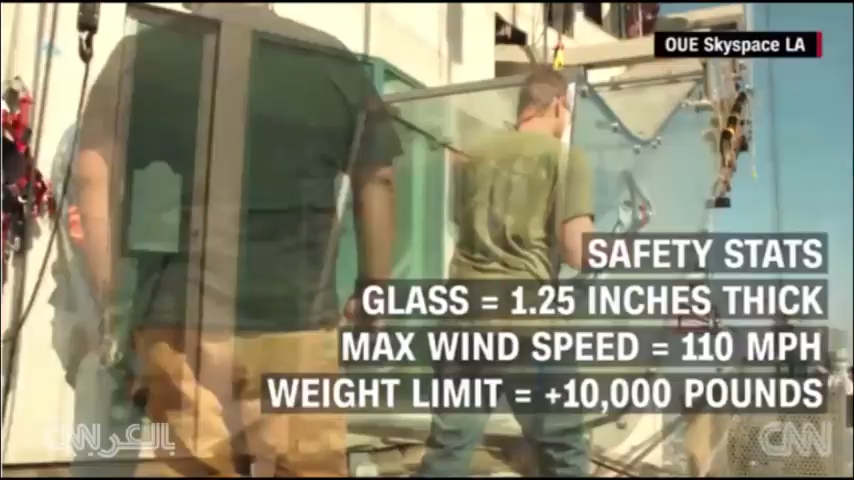 OUE Skyspace LA
SAFETY STATS
GLASS = 1.25 INCHES THICK
MAX WIND SPEED = 110 MPH
WEIGHT LIMIT = +10,000 POUNDS
CNN بالعربية
CNN